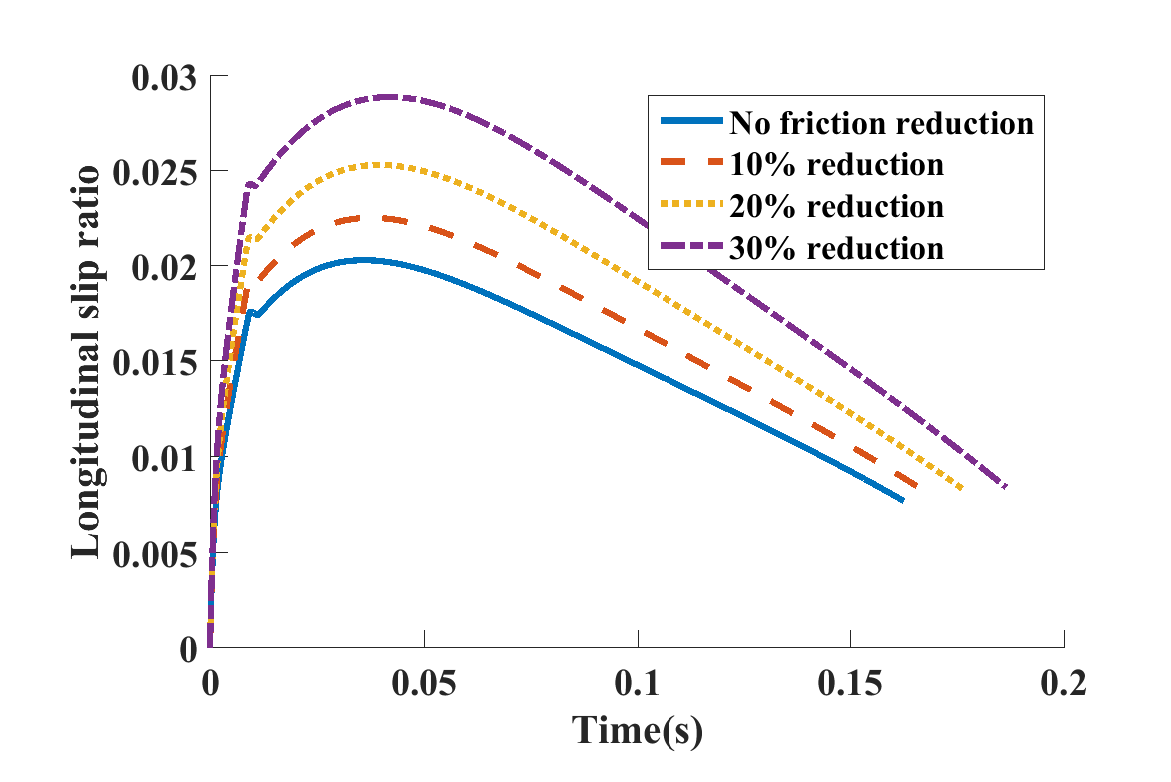 0.03
0.025
0.02
0.015
0.01
0.005
0
Longitudinal slip ratio
No friction reduction
10% reduction
20% reduction
30% reduction
0
0.05
0.1
0.15
0.2
Time(s)